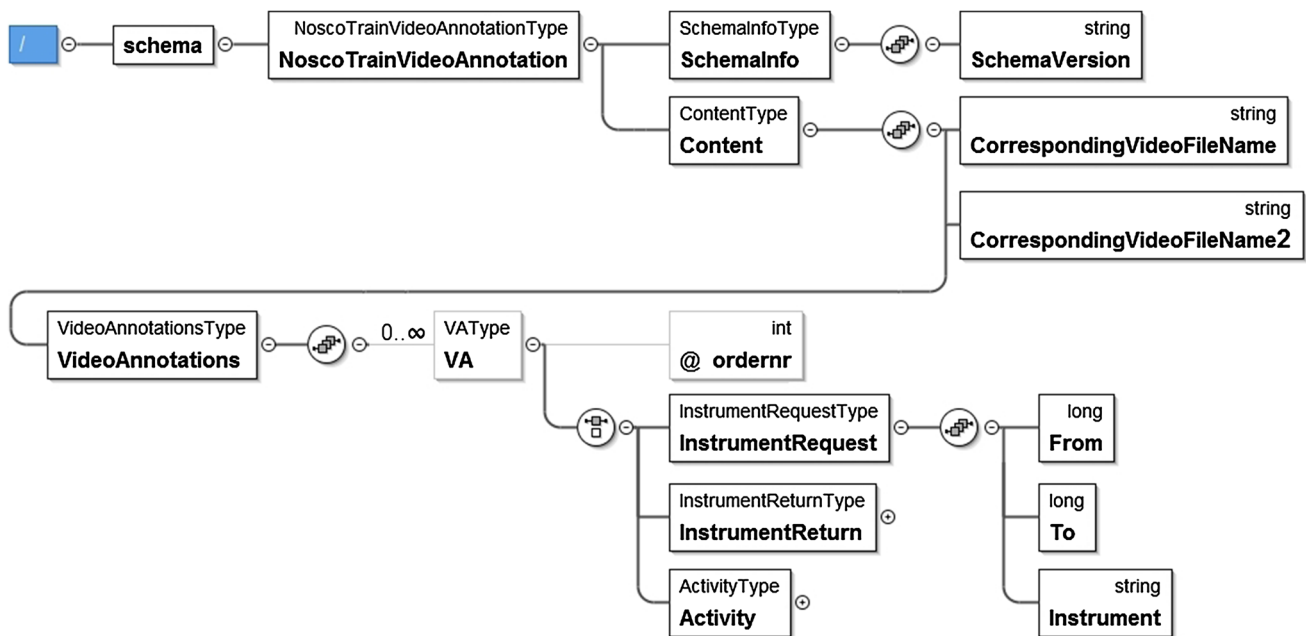 /
schema
NoscoTrainVideoAnnotationType
NoscoTrainVideoAnnotation
SchemaInfoType
SchemaInfo
string
SchemaVersion
ContentType
Content
string
CorrespondingVideoFileName
string
CorrespondingVideoFileName2
VideoAnnotationsType
VideoAnnotations
0..∞
VAType
VA
int
@ ordernr
InstrumentRequestType
InstrumentRequest
long
From
InstrumentReturnType
InstrumentReturn
long
To
ActivityType
Activity
string
Instrument